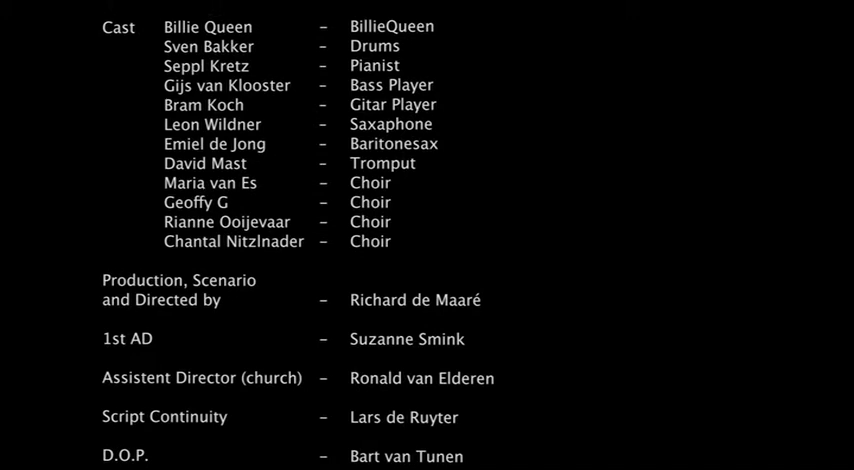 Cast Billie Queen – BillieQueen
Sven Bakker – Drums
Seppl Kretz – Pianist
Gijs van Klooster – Bass Player
Bram Koch – Gitar Player
Leon Wildner – Saxaphone
Emiel de Jong – Baritonesax
David Mast – Tromput
Maria van Es – Choir
Geoffy G – Choir
Rianne Ooijevaar – Choir
Chantal Nitzlnader – Choir
Production, Scenario
and Directed by – Richard de Maaré
1st AD – Suzanne Smink
Assistent Director (church) – Ronald van Elderen
Script Continuity – Lars de Ruyter
D.O.P. – Bart van Tunen